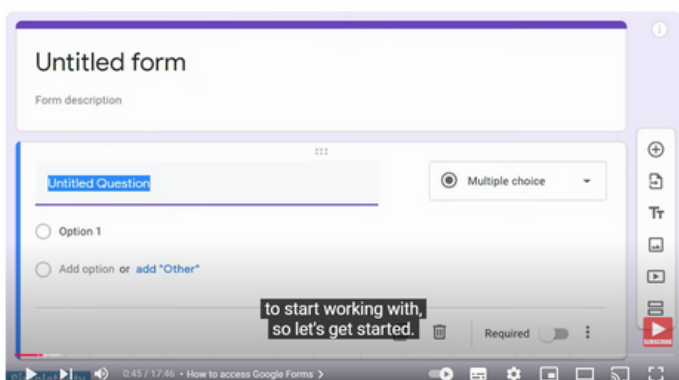 Untitled form
Form description
Untitled Question
Multiple choice
Option 1
Add option or add "Other"
to start working with,
so let's get started.
Required
SUBSCRIBE
0:45 / 17:46 • How to access Google Forms >